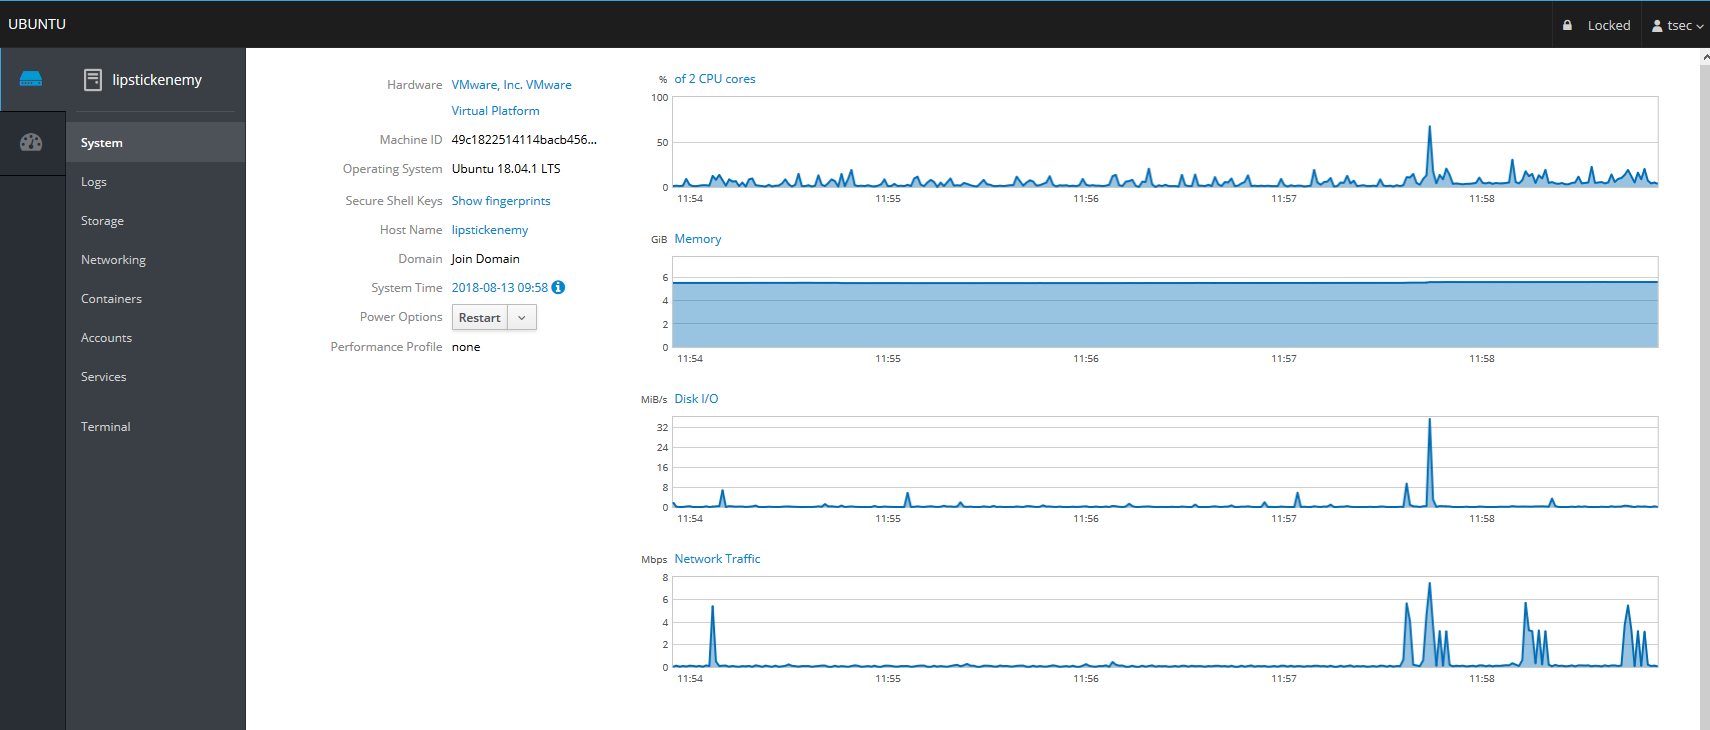 UBUNTU
Locked
tsec
lipstickenemy
System
Logs
Storage
Networking
Containers
Accounts
Services
Terminal
Hardware VMware, Inc. VMware
Virtual Platform
Machine ID 49c1822514114bacb456...
Operating System Ubuntu 18.04.1 LTS
Secure Shell Keys Show fingerprints
Host Name lipstickenemy
Domain Join Domain
System Time 2018-08-13 09:58
Power Options Restart
Performance Profile none
% of 2 CPU cores
100
50
0
11:54 11:55 11:56 11:57 11:58
GiB Memory
6
4
2
0
11:54 11:55 11:56 11:57 11:58
MiB/s Disk I/O
32
24
16
8
0
11:54 11:55 11:56 11:57 11:58
Mbps Network Traffic
8
6
4
2
0
11:54 11:55 11:56 11:57 11:58